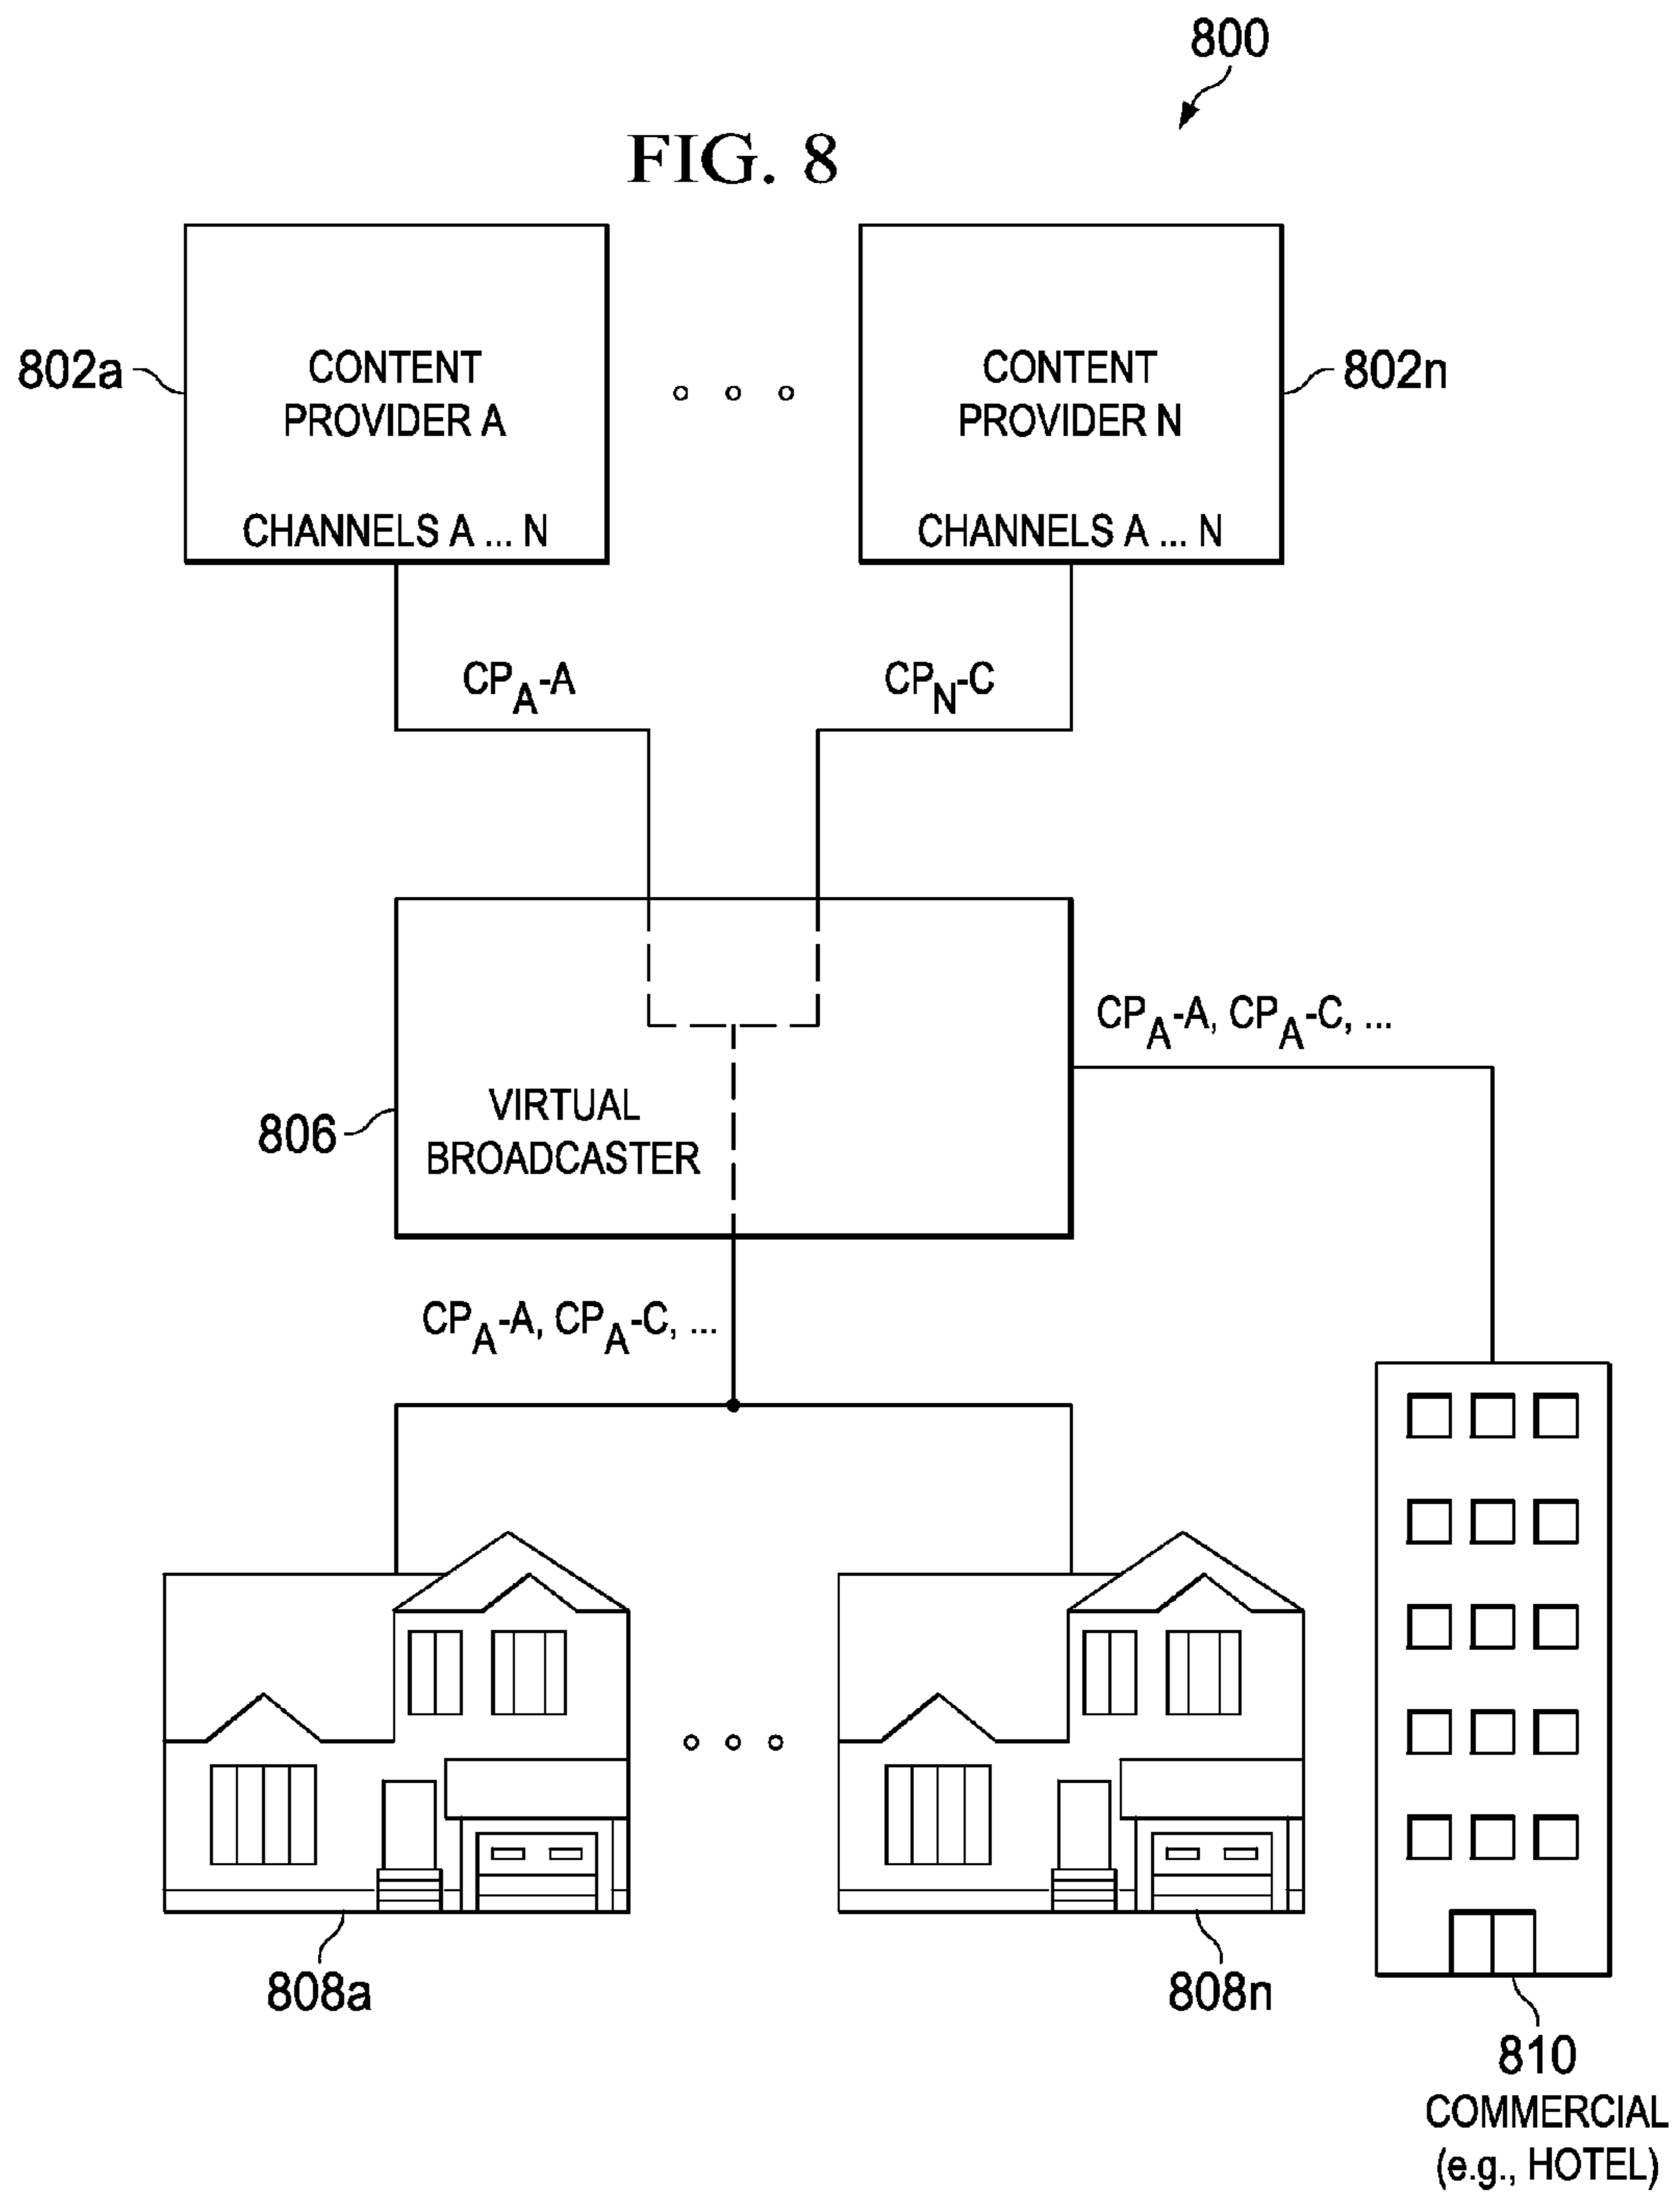 800
FIG. 8
802a
CONTENT
PROVIDER A
CHANNELS A ... N
CONTENT
PROVIDER N
CHANNELS A ... N
802n
CPA-A
CPN-C
806
VIRTUAL
BROADCASTER
CPA-A, CPA-C, ...
CPA-A, CPA-C, ...
808a
808n
810
COMMERCIAL
(e.g., HOTEL)